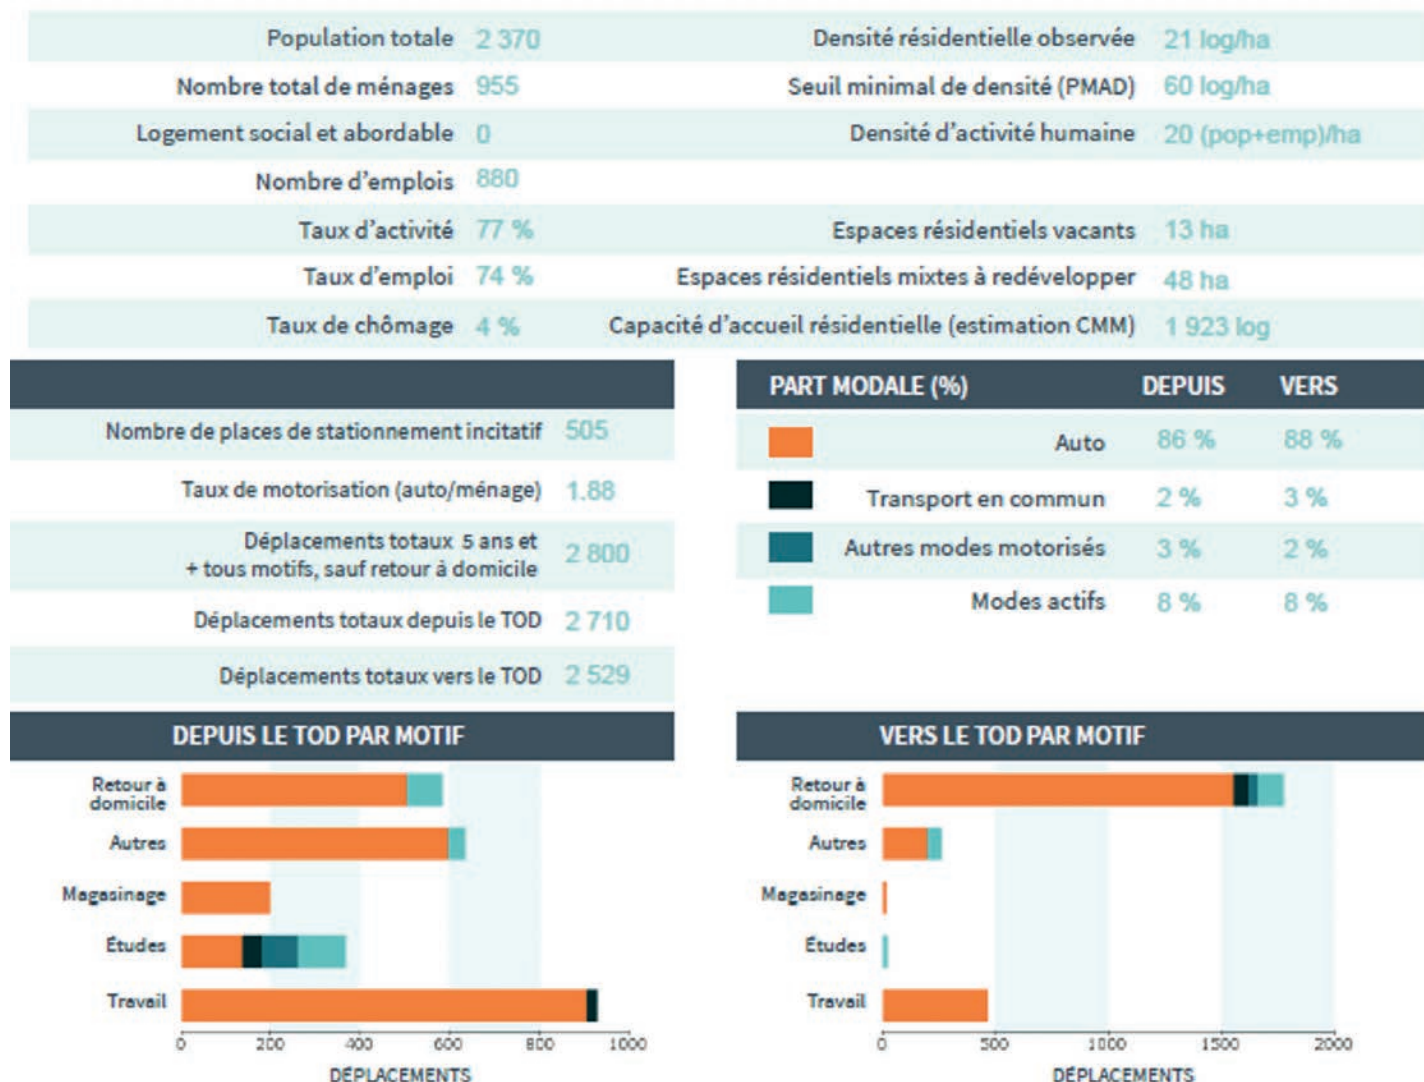 Population totale 2 370 Densité résidentielle observée 21 log/ha
Nombre total de ménages 955 Seuil minimal de densité (PMAD) 60 log/ha
Logement social et abordable 0 Densité d'activité humaine 20 (pop+emp)/ha
Nombre d'emplois 880
Taux d'activité 77 % Espaces résidentiels vacants 13 ha
Taux d'emploi 74 % Espaces résidentiels mixtes à redévelopper 48 ha
Taux de chômage 4 % Capacité d'accueil résidentielle (estimation CMM) 1 923 log
Nombre de places de stationnement incitatif 505
Taux de motorisation (auto/ménage) 1.88
Déplacements totaux 5 ans et
+ tous motifs, sauf retour à domicile 2 800
Déplacements totaux depuis le TOD 2 710
Déplacements totaux vers le TOD 2 529
PART MODALE (%) DEPUIS VERS
Auto 86 % 88 %
Transport en commun 2 % 3 %
Autres modes motorisés 3 % 2 %
Modes actifs 8 % 8 %
DEPUIS LE TOD PAR MOTIF
Retour à
domicile
Autres
Magasinage
Études
Travail
0 200 400 600 800 1000
DÉPLACEMENTS
VERS LE TOD PAR MOTIF
Retour à
domicile
Autres
Magasinage
Études
Travail
0 500 1000 1500 2000
DÉPLACEMENTS